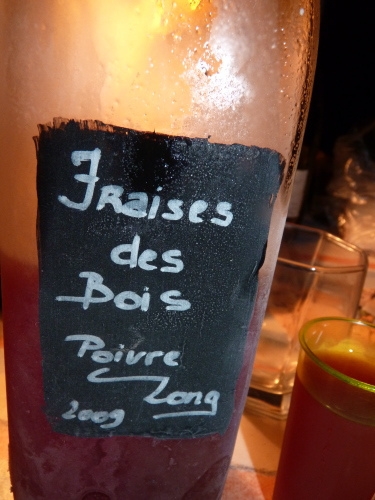 Fraises
des
Bois
Poivre
Long
2009